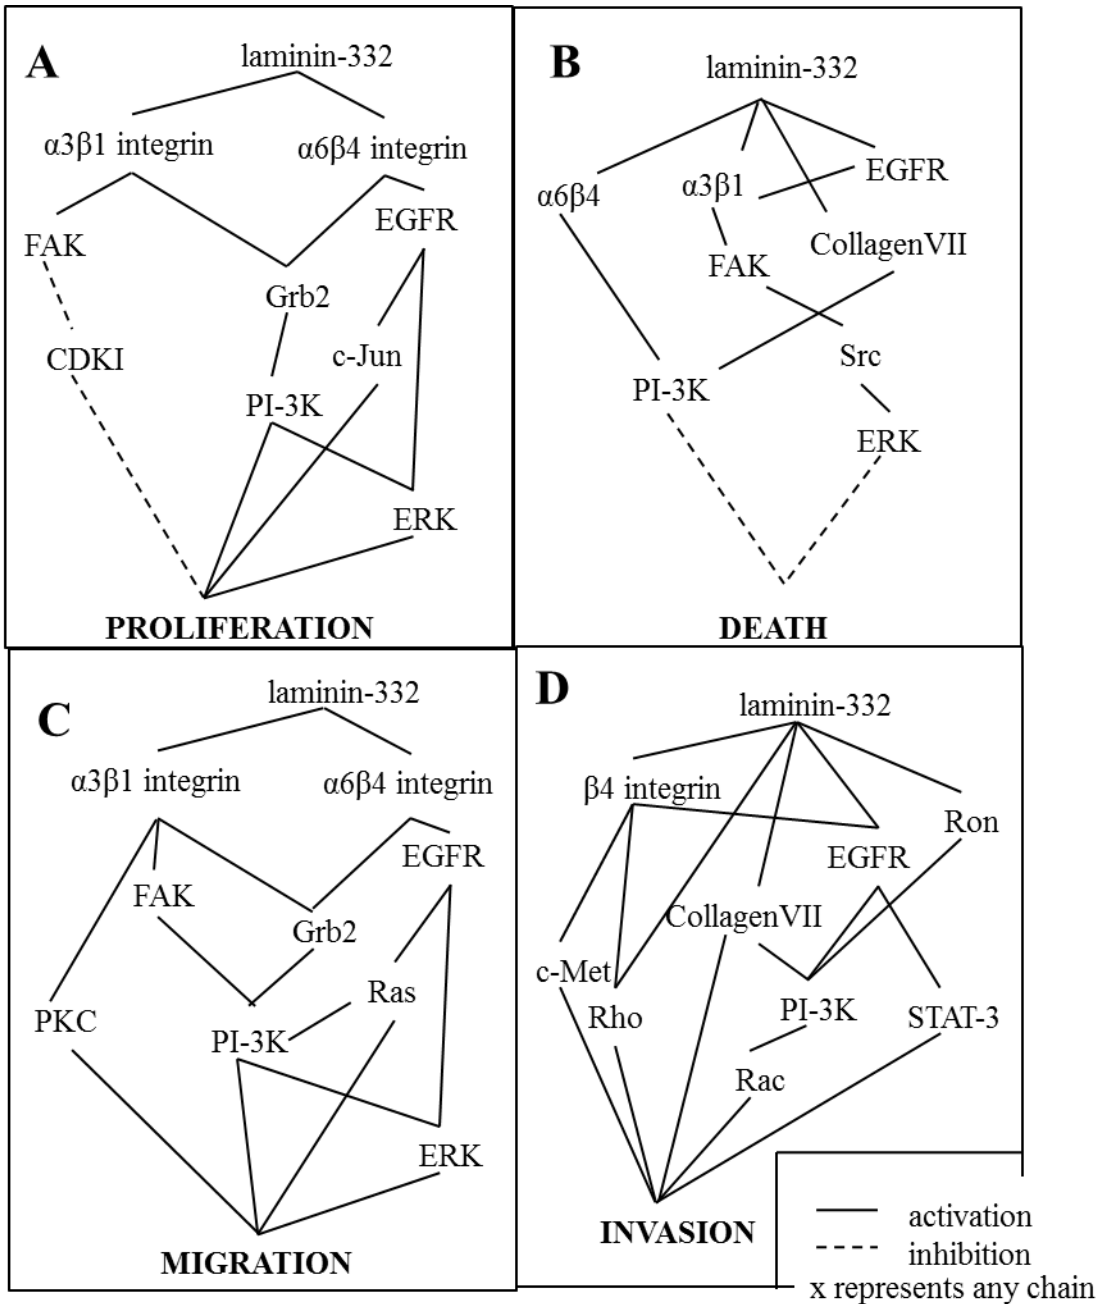 A
laminin-332
α3β1 integrin
α6β4 integrin
EGFR
FAK
Grb2
c-Jun
CDKI
PI-3K
ERK
PROLIFERATION
B
laminin-332
EGFR
α6β4
α3β1
CollagenVII
FAK
Src
PI-3K
ERK
DEATH
C
laminin-332
α3β1 integrin
α6β4 integrin
EGFR
FAK
Grb2
Ras
PKC
PI-3K
ERK
MIGRATION
D
laminin-332
β4 integrin
Ron
EGFR
CollagenVII
c-Met
Rho
PI-3K
STAT-3
Rac
INVASION
activation
inhibition
x represents any chain